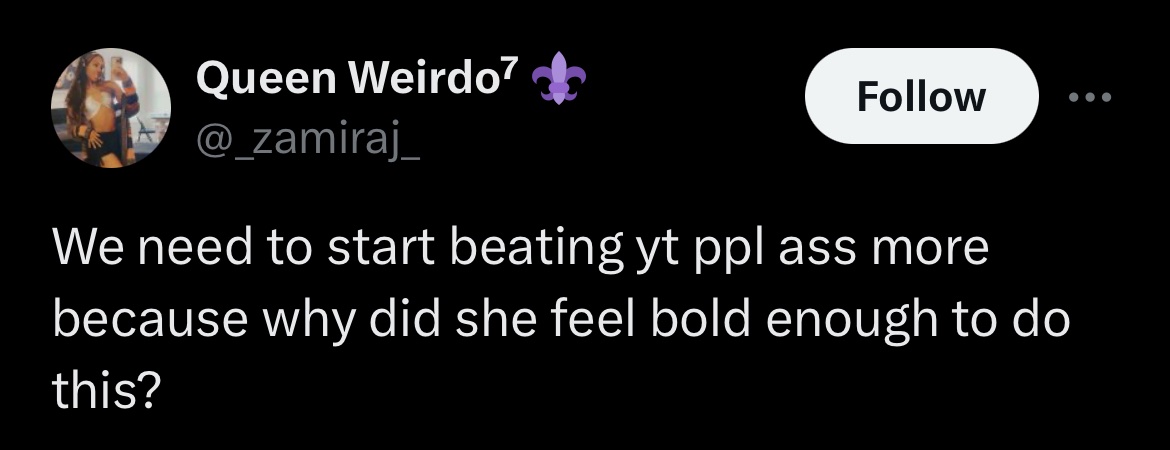 Queen Weirdo⁷ ⚜
@_zamiraj_
Follow
We need to start beating yt ppl ass more
because why did she feel bold enough to do
this?